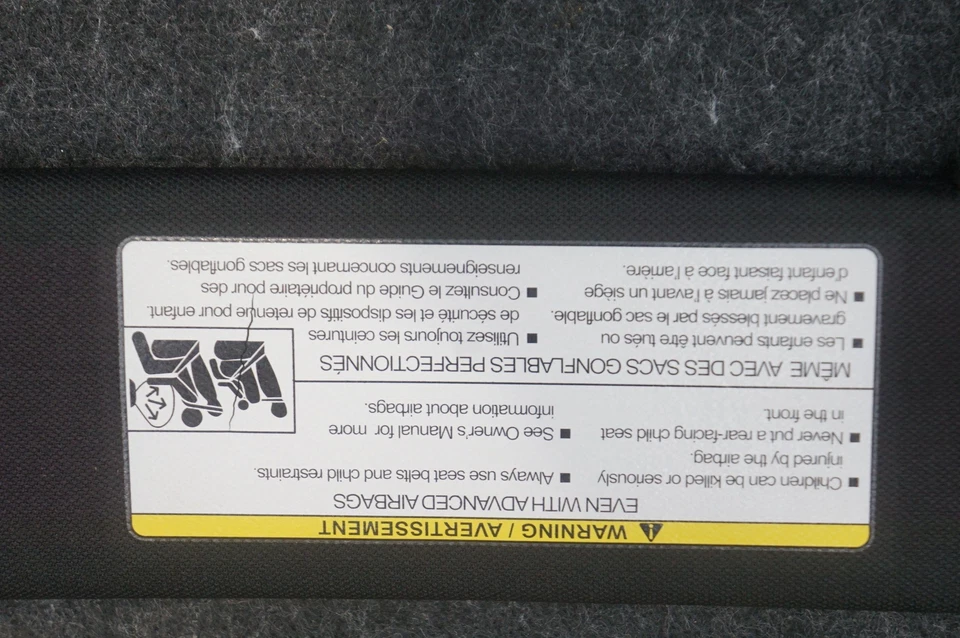 WARNING / AVERTISSEMENT
EVEN WITH ADVANCED AIRBAGS
■ Children can be killed or seriously
injured by the airbag.
■ Never put a rear-facing child seat
in the front.
■ Always use seat belts and child restraints.
■ See Owner's Manual for more
information about airbags.
MÊME AVEC DES SACS GONFLABLES PERFECTIONNÉS
■ Les enfants peuvent être tués ou
gravement blessés par le sac gonflable.
■ Ne placez jamais à l'avant un siège
d'enfant faisant face à l'arrière.
■ Utilisez toujours les ceintures
de sécurité et les dispositifs de retenue pour enfant.
■ Consultez le Guide du propriétaire pour des
renseignements concernant les sacs gonflables.